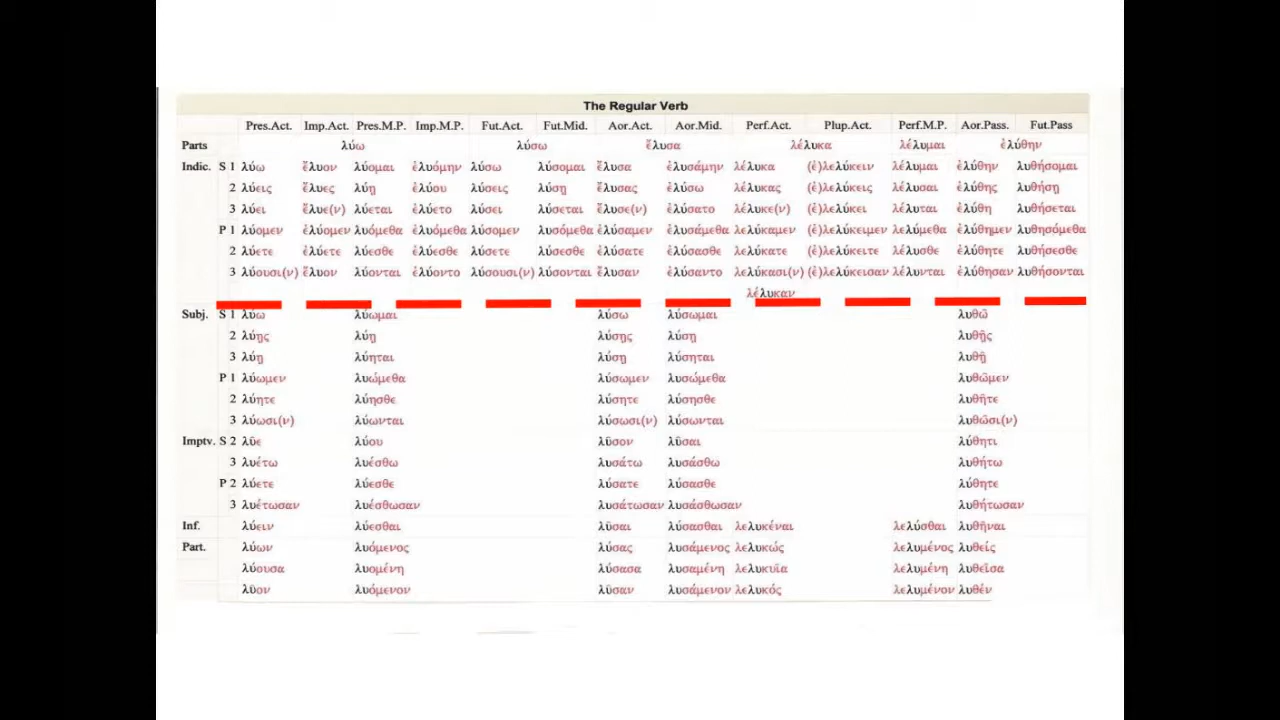 The Regular Verb
Pres.Act. Imp.Act. Pres.M.P. Imp.M.P. Fut.Act. Fut.Mid. Aor.Act. Aor.Mid. Perf.Act. Plup.Act. Perf.M.P. Aor.Pass. Fut.Pass
Parts λύω λύσω ἔλυσα λέλυκα λέλυμαι ἐλύθην
Indic. S 1 λύω ἔλυον λύομαι ἐλυόμην λύσω λύσομαι ἔλυσα ἐλυσάμην λέλυκα (ἐ)λελύκειν λέλυμαι ἐλύθην λυθήσομαι
2 λύεις ἔλυες λύῃ ἐλύου λύσεις λύσῃ ἔλυσας ἐλύσω λέλυκας (ἐ)λελύκεις λέλυσαι ἐλύθης λυθήσῃ
3 λύει ἔλυε(ν) λύεται ἐλύετο λύσει λύσεται ἔλυσε(ν) ἐλύσατο λέλυκε(ν) (ἐ)λελύκει λέλυται ἐλύθη λυθήσεται
P 1 λύομεν ἐλύομεν λυόμεθα ἐλυόμεθα λύσομεν λυσόμεθα ἐλύσαμεν ἐλυσάμεθα λελύκαμεν (ἐ)λελύκειμεν λελύμεθα ἐλύθημεν λυθησόμεθα
2 λύετε ἐλύετε λύεσθε ἐλύεσθε λύσετε λύσεσθε ἐλύσατε ἐλύσασθε λελύκατε (ἐ)λελύκειτε λέλυσθε ἐλύθητε λυθήσεσθε
3 λύουσι(ν) ἔλυον λύονται ἐλύοντο λύσουσι(ν) λύσονται ἔλυσαν ἐλύσαντο λελύκασι(ν) (ἐ)λελύκεισαν λέλυνται ἐλύθησαν λυθήσονται
λέλυκαν
Subj. S 1 λύω λύωμαι λύσω λύσωμαι λυθῶ
2 λύῃς λύῃ λύσῃς λύσῃ λυθῇς
3 λύῃ λύηται λύσῃ λύσηται λυθῇ
P 1 λύωμεν λυώμεθα λύσωμεν λυσώμεθα λυθῶμεν
2 λύητε λύησθε λύσητε λύσησθε λυθῆτε
3 λύωσι(ν) λύωνται λύσωσι(ν) λύσωνται λυθῶσι(ν)
Imptv. S 2 λῦε λύου λῦσον λῦσαι λύθητι
3 λυέτω λυέσθω λυσάτω λυσάσθω λυθήτω
P 2 λύετε λύεσθε λύσατε λύσασθε λύθητε
3 λυέτωσαν λυέσθωσαν λυσάτωσαν λυσάσθωσαν λυθήτωσαν
Inf. λύειν λύεσθαι λῦσαι λύσασθαι λελυκέναι λελύσθαι λυθῆναι
Part. λύων λυόμενος λύσας λυσάμενος λελυκώς λελυμένος λυθείς
λύουσα λυομένη λύσασα λυσαμένη λελυκυῖα λελυμένη λυθεῖσα
λῦον λυόμενον λῦσαν λυσάμενον λελυκός λελυμένον λυθέν